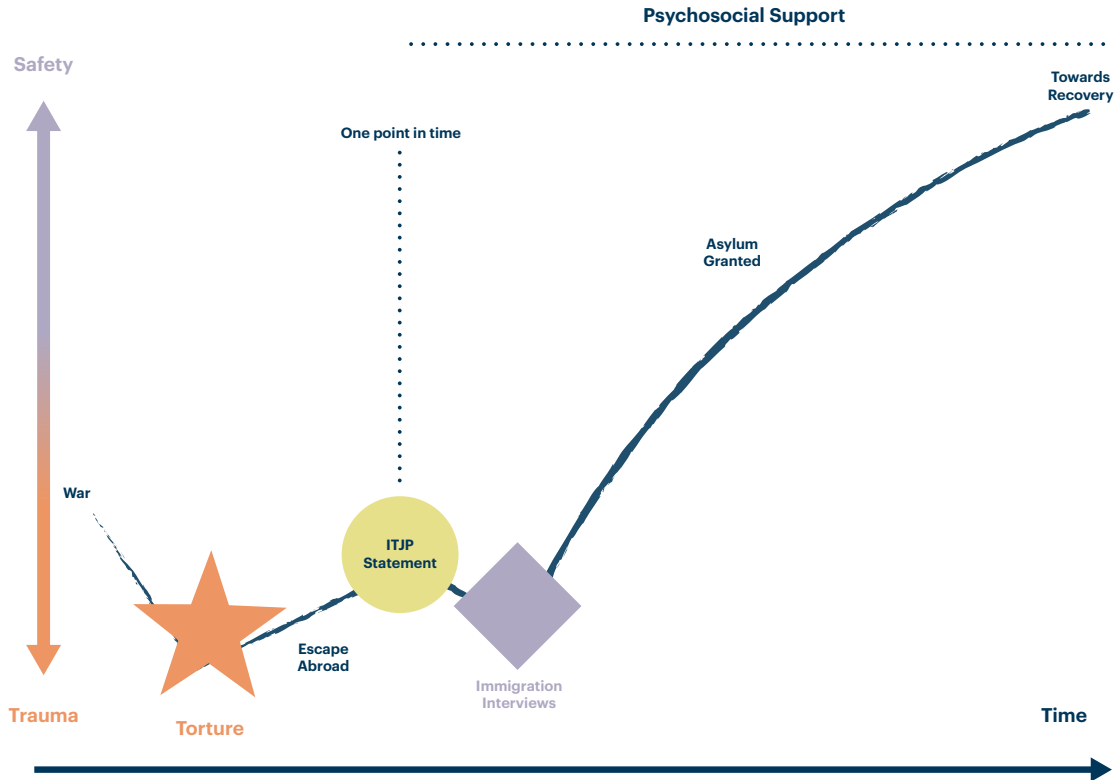 Psychosocial Support
Safety
Towards
Recovery
One point in time
Asylum
Granted
War
ITJP
Statement
Escape
Abroad
Immigration
Interviews
Trauma
Torture
Time